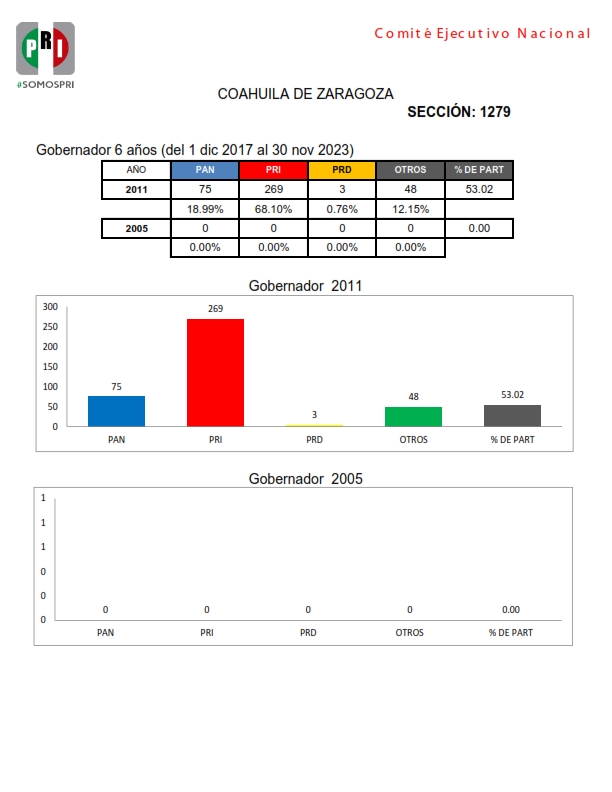 Comité Ejecutivo Nacional
PRI
#SOMOSPRI
COAHUILA DE ZARAGOZA
SECCIÓN: 1279
Gobernador 6 años (del 1 dic 2017 al 30 nov 2023)
AÑO PAN PRI PRD OTROS % DE PART
2011 75 269 3 48 53.02
18.99% 68.10% 0.76% 12.15%
2005 0 0 0 0 0.00
0.00% 0.00% 0.00% 0.00%
Gobernador 2011
300
250
200
150
100
50
0
75 269 3 48 53.02
PAN PRI PRD OTROS % DE PART
Gobernador 2005
1
1
1
0
0
0
0 0 0 0 0.00
PAN PRI PRD OTROS % DE PART